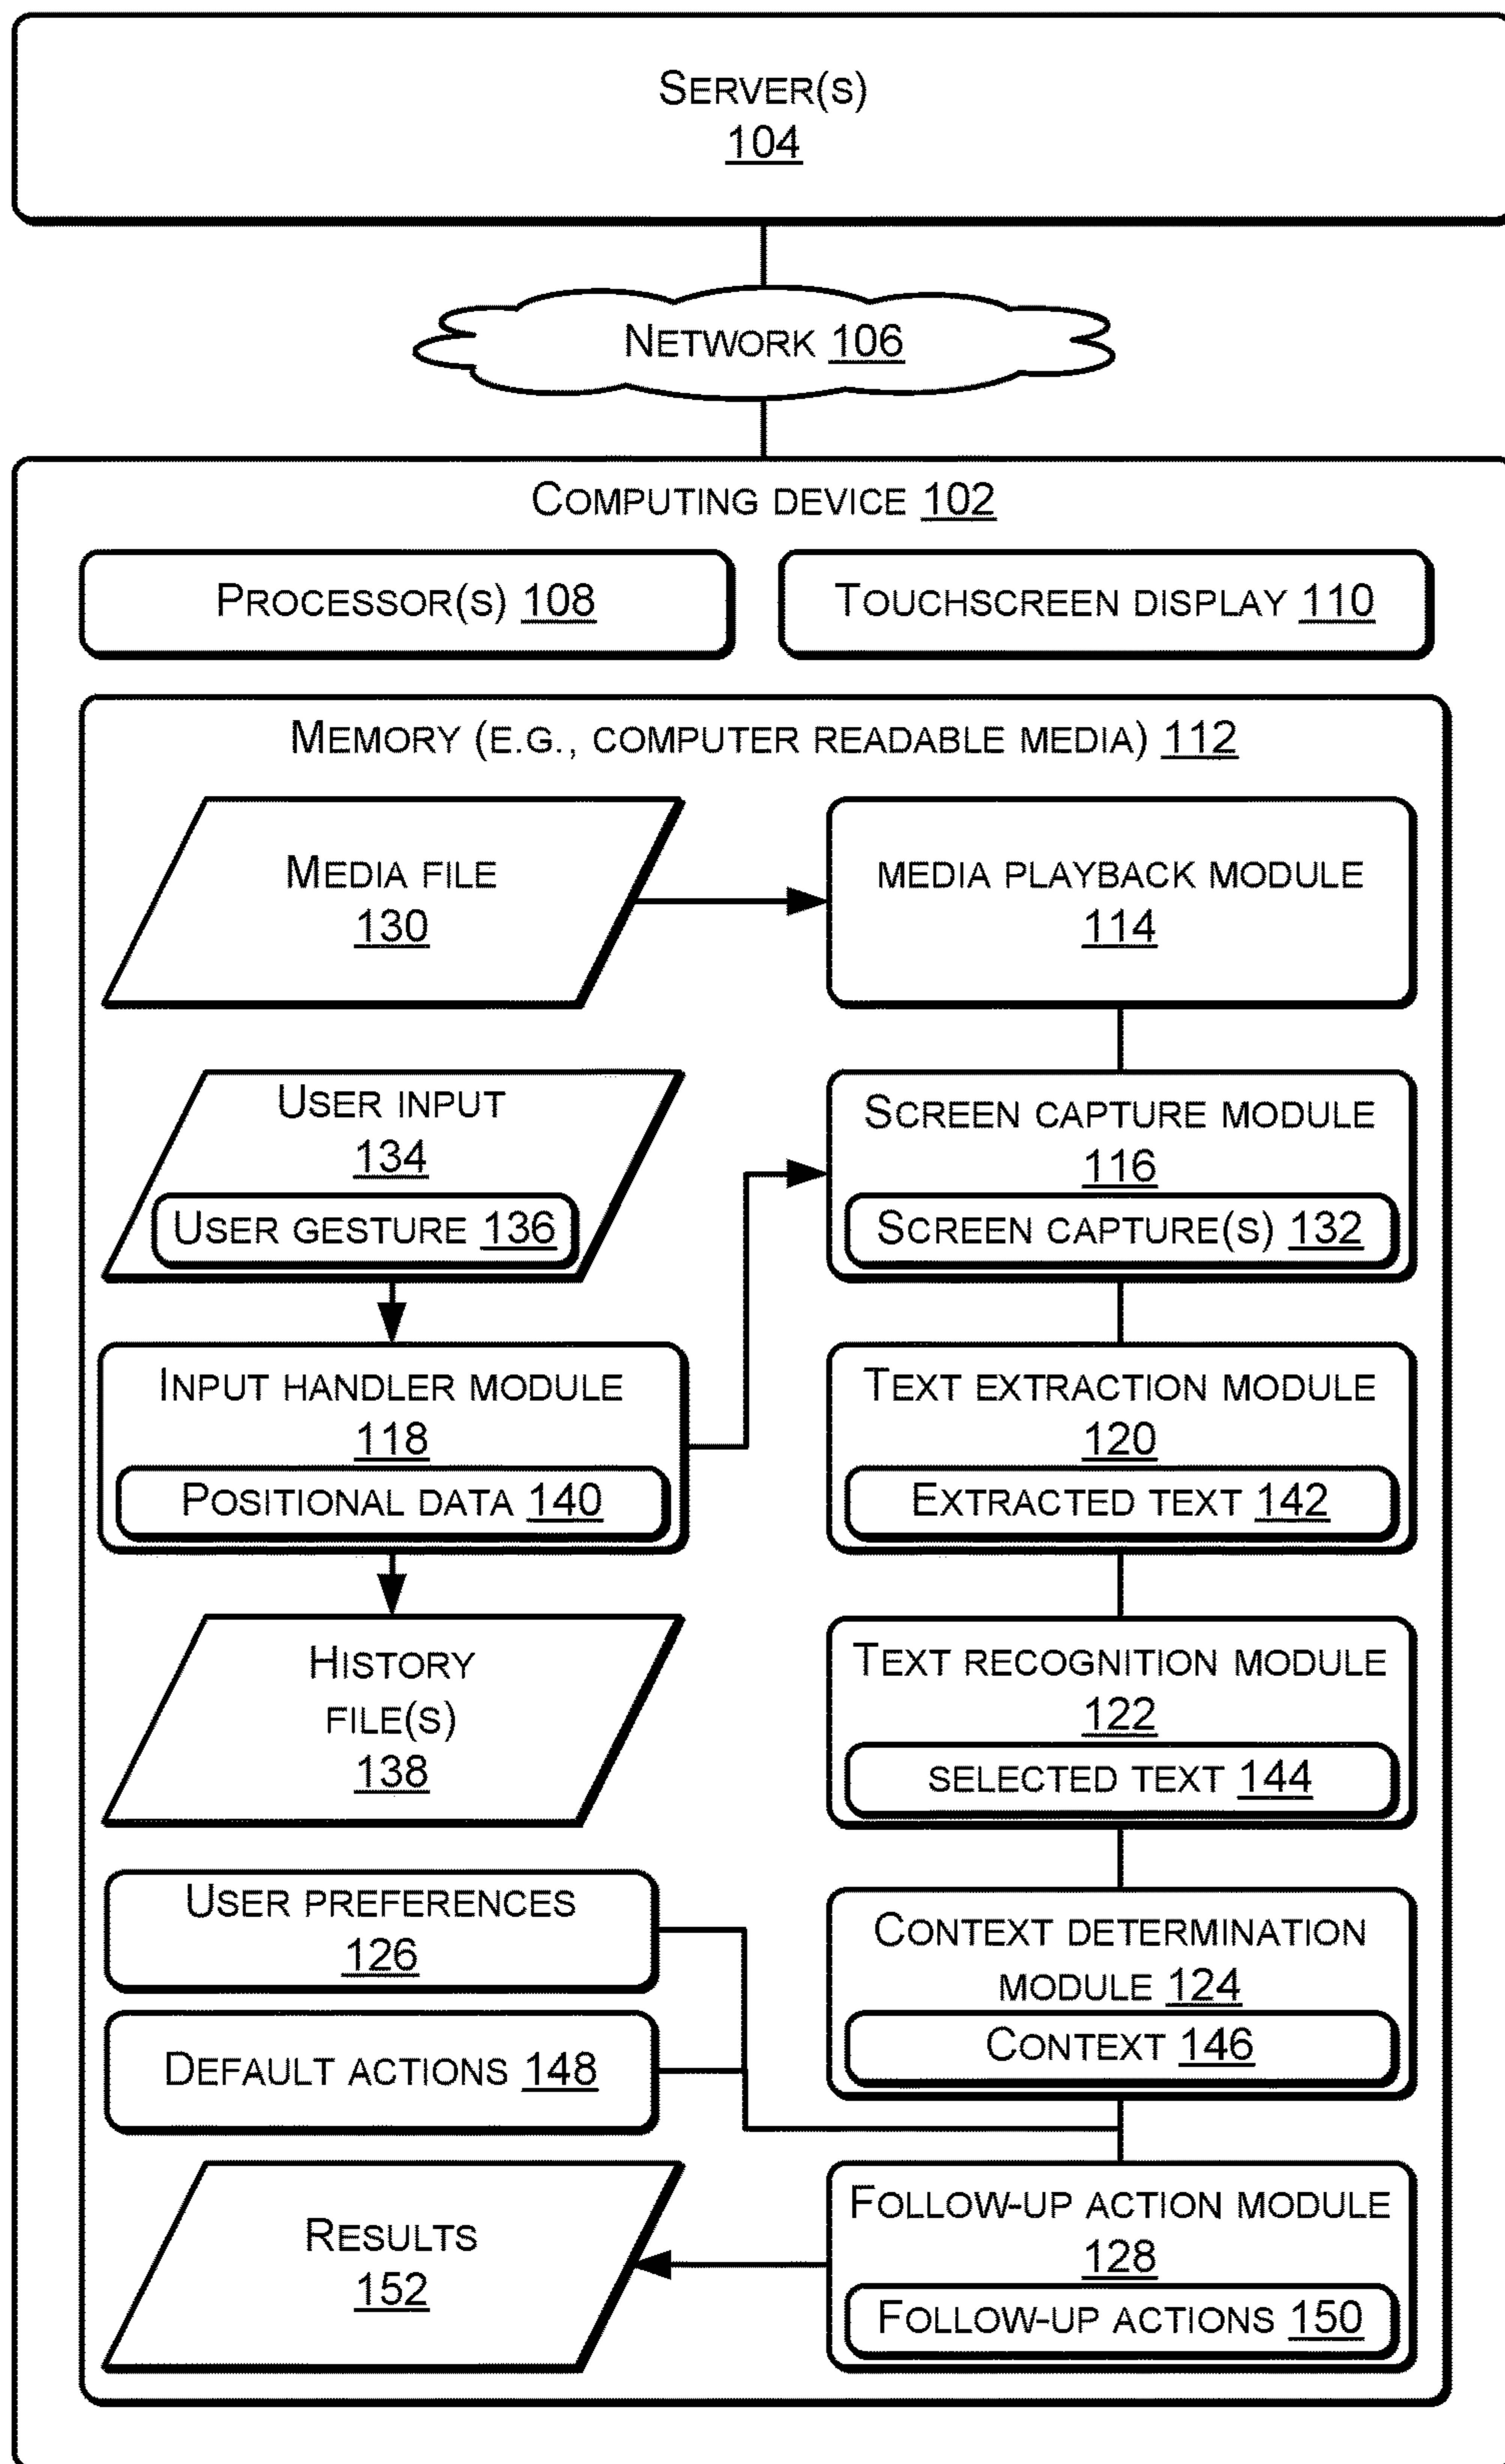 SERVER(S)
104
NETWORK 106
COMPUTING DEVICE 102
PROCESSOR(S) 108
TOUCHSCREEN DISPLAY 110
MEMORY (E.G., COMPUTER READABLE MEDIA) 112
MEDIA FILE
130
MEDIA PLAYBACK MODULE
114
USER INPUT
134
USER GESTURE 136
SCREEN CAPTURE MODULE
116
SCREEN CAPTURE(S) 132
INPUT HANDLER MODULE
118
POSITIONAL DATA 140
TEXT EXTRACTION MODULE
120
EXTRACTED TEXT 142
HISTORY
FILE(S)
138
TEXT RECOGNITION MODULE
122
SELECTED TEXT 144
USER PREFERENCES
126
DEFAULT ACTIONS 148
CONTEXT DETERMINATION
MODULE 124
CONTEXT 146
RESULTS
152
FOLLOW-UP ACTION MODULE
128
FOLLOW-UP ACTIONS 150